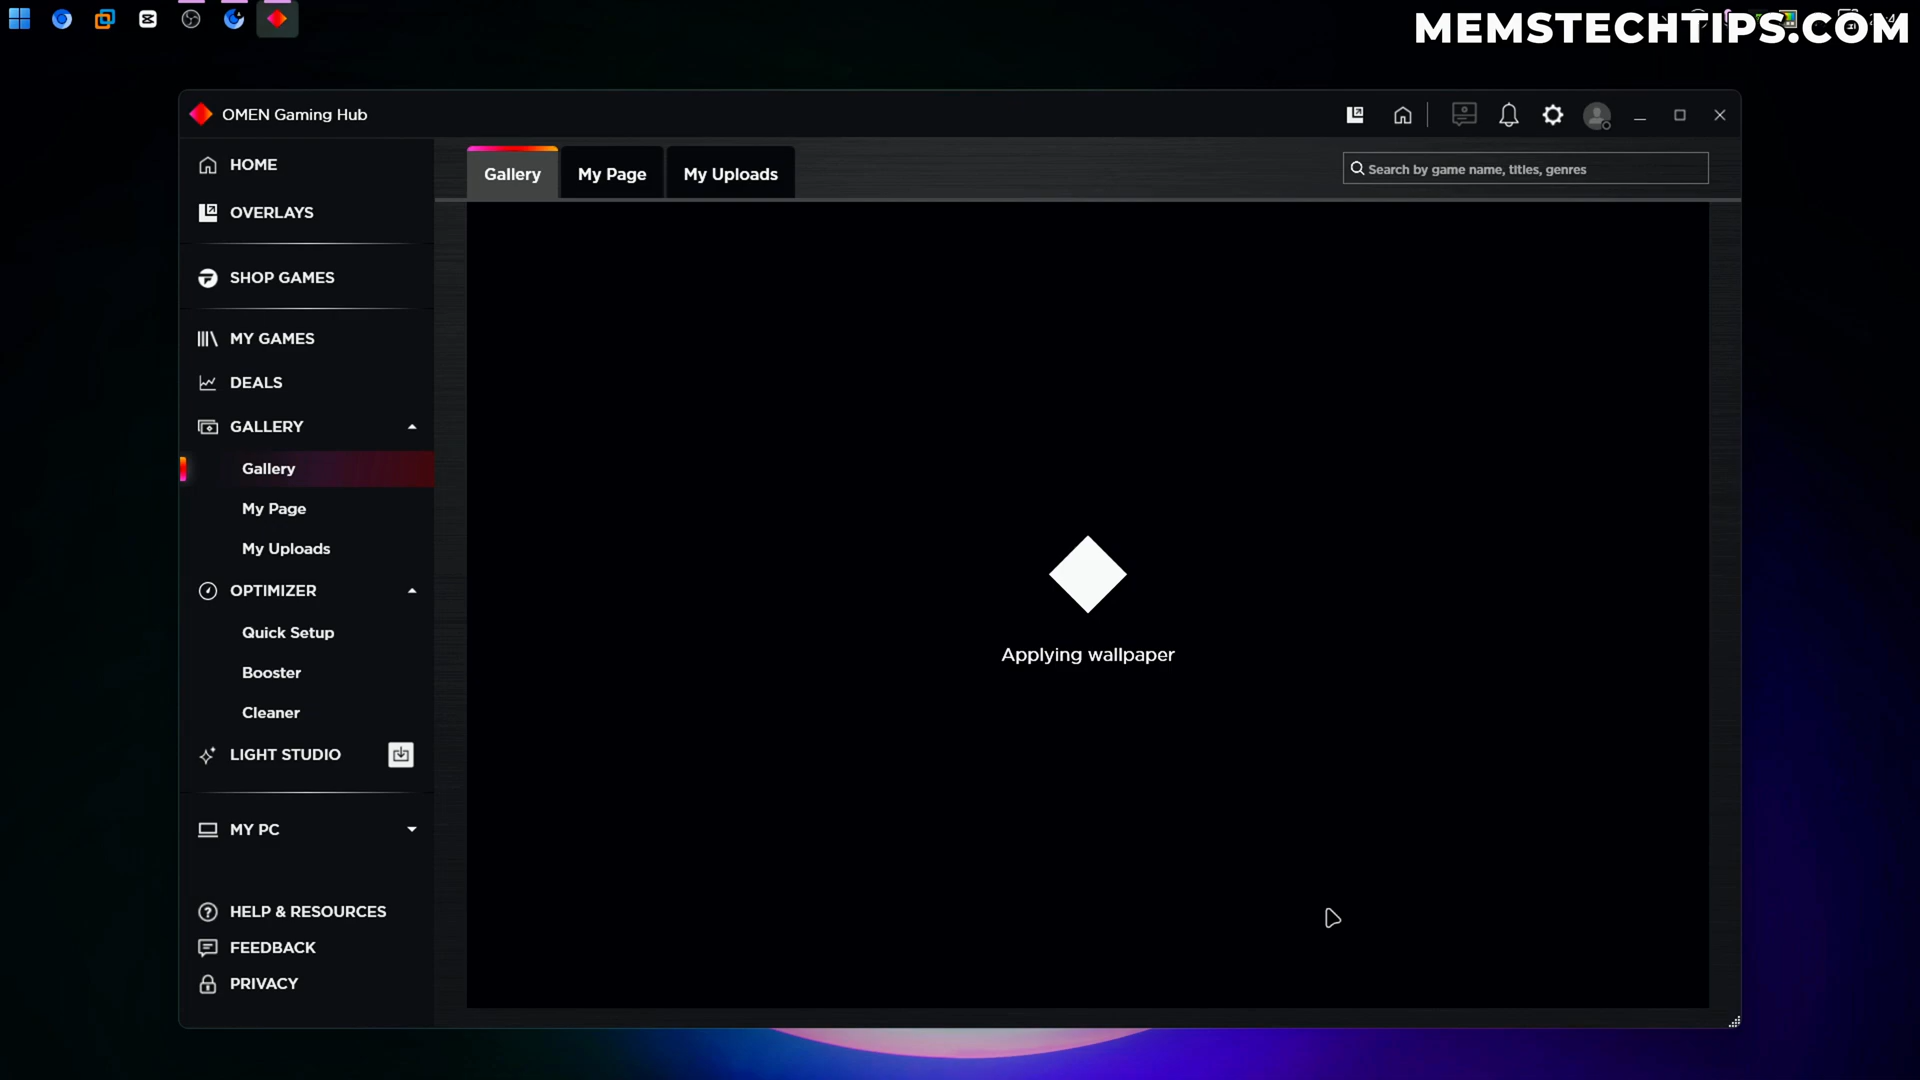 MEMSTECHTIPS.COM
OMEN Gaming Hub
HOME
OVERLAYS
SHOP GAMES
MY GAMES
DEALS
GALLERY
Gallery
My Page
My Uploads
OPTIMIZER
Quick Setup
Booster
Cleaner
LIGHT STUDIO
MY PC
HELP & RESOURCES
FEEDBACK
PRIVACY
Gallery
My Page
My Uploads
Search by game name, titles, genres
Applying wallpaper